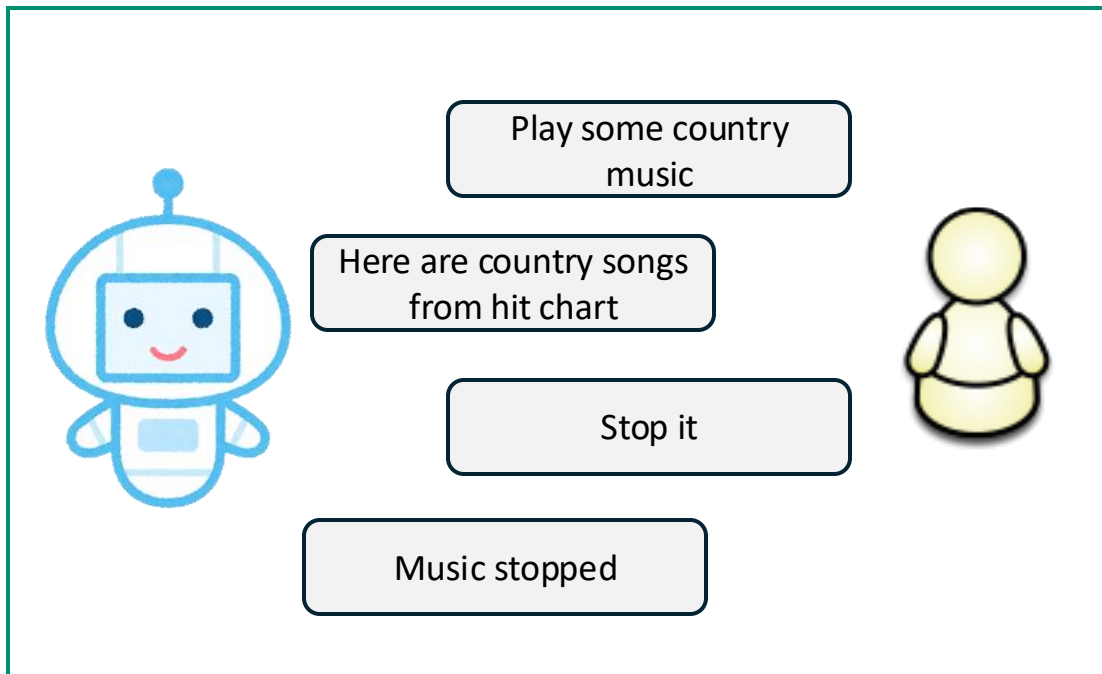 Play some country
music
Here are country songs
from hit chart
Stop it
Music stopped